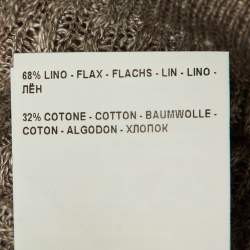 68% LINO - FLAX - FLACHS - LIN - LINO -
ЛЁН
32% COTONE - COTTON - BAUMWOLLE -
COTON - ALGODON - ХЛОПОК